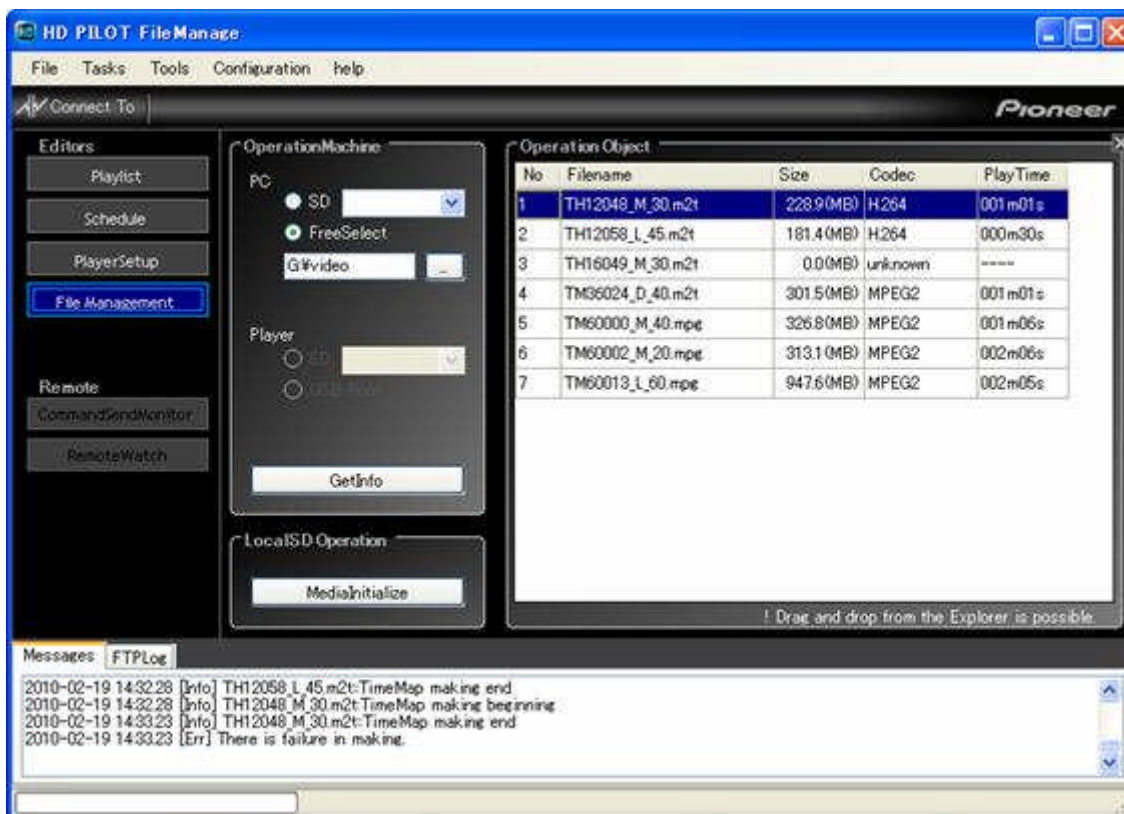 HD PILOT FileManage
File Tasks Tools Configuration help
Connect To
Pioneer
Editors
Playlist
Schedule
PlayerSetup
File Management
Remote
CommandSendMonitor
RemoteWatch
OperationMachine
PC
SD
FreeSelect
G:¥video
...
Player
SD
GetInfo
LocalSD Operation
MediaInitialize
Operation Object
No Filename Size Codec PlayTime
1 TH12048_M_30.m2t 228.9(MB) H.264 001m01s
2 TH12058_L_45.m2t 181.4(MB) H.264 000m30s
3 TH16049_M_30.m2t 0.0(MB) unknown ----
4 TM36024_D_40.m2t 301.5(MB) MPEG2 001m01s
5 TM60000_M_40.mpg 326.8(MB) MPEG2 001m06s
6 TM60002_M_20.mpg 313.1(MB) MPEG2 002m06s
7 TM60013_L_60.mpg 947.6(MB) MPEG2 002m05s
! Drag and drop from the Explorer is possible.
Messages FTPLog
2010-02-19 14:32:28 [Info] TH12058_L_45.m2t:TimeMap making end
2010-02-19 14:32:28 [Info] TH12048_M_30.m2t:TimeMap making beginning
2010-02-19 14:33:23 [Info] TH12048_M_30.m2t:TimeMap making end
2010-02-19 14:33:23 [Err] There is failure in making.